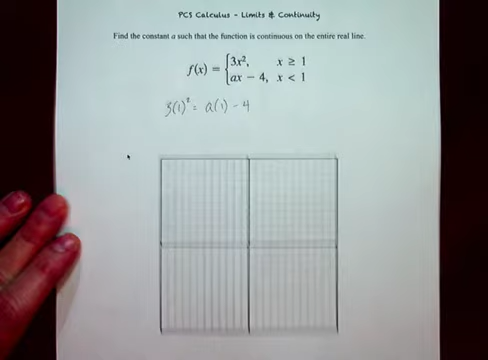 PCS Calculus - Limits & Continuity
Find the constant a such that the function is continuous on the entire real line.
f(x) = { 3x², x ≥ 1
ax − 4, x < 1
3(1)² = a(1) - 4